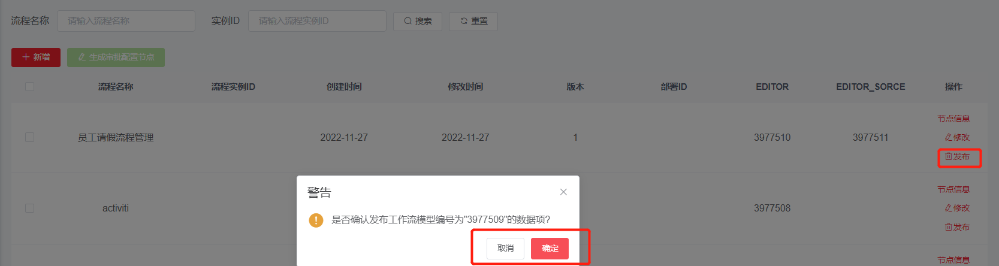 流程名称 请输入流程名称 实例ID 请输入流程实例ID 搜索 重置
新增 生成审批配置节点
流程名称 流程实例ID 创建时间 修改时间 版本 部署ID EDITOR EDITOR_SORCE 操作
节点信息
员工请假流程管理 2022-11-27 2022-11-27 1 3977510 3977511 修改
发布
警告
节点信息
activiti 3977508 修改
是否确认发布工作流模型编号为"3977509"的数据项?
发布
取消 确定
节点信息